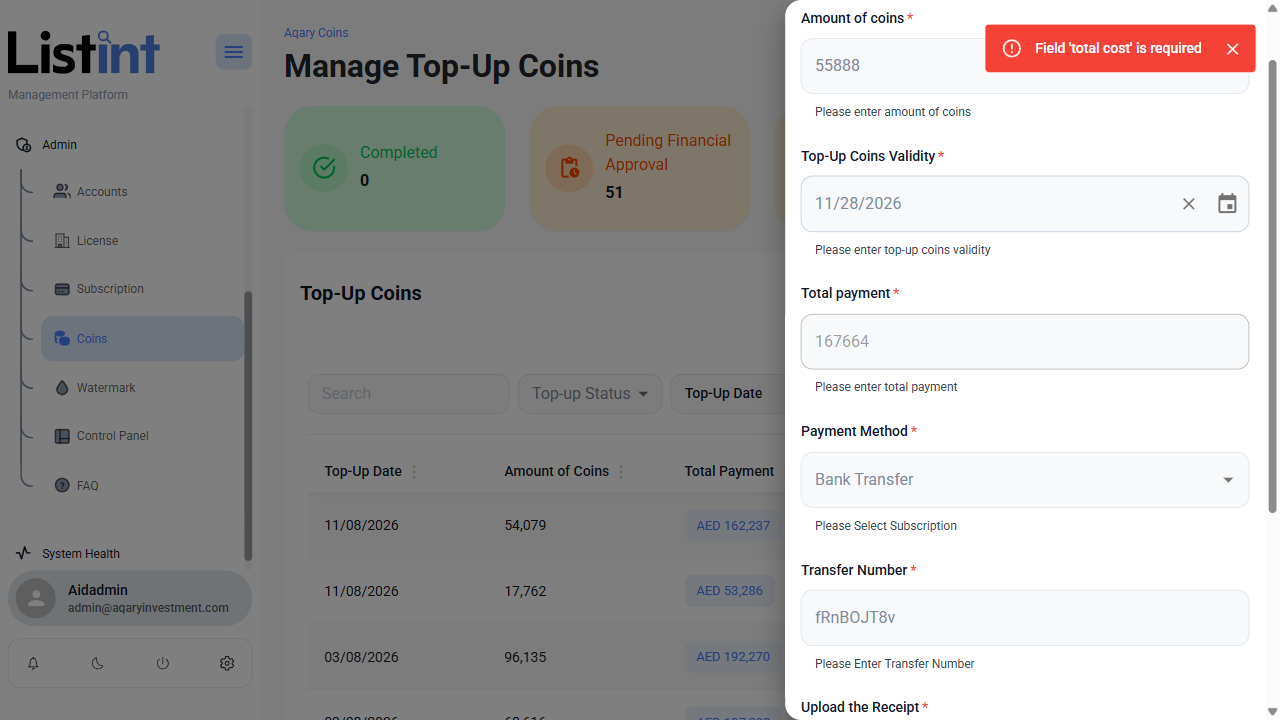 Listint
Management Platform
Admin
Accounts
License
Subscription
Coins
Watermark
Control Panel
FAQ
System Health
Aidadmin
admin@aqaryinvestment.com
Aqary Coins
Manage Top-Up Coins
Completed
0
Pending Financial
Approval
51
Top-Up Coins
Search
Top-up Status
Top-Up Date
Top-Up Date
Amount of Coins
Total Payment
11/08/2026
54,079
AED 162,237
11/08/2026
17,762
AED 53,286
03/08/2026
96,135
AED 192,270
Amount of coins *
55888
Please enter amount of coins
Field 'total cost' is required
Top-Up Coins Validity *
11/28/2026
Please enter top-up coins validity
Total payment *
167664
Please enter total payment
Payment Method *
Bank Transfer
Please Select Subscription
Transfer Number *
fRnBOJT8v
Please Enter Transfer Number
Upload the Receipt *